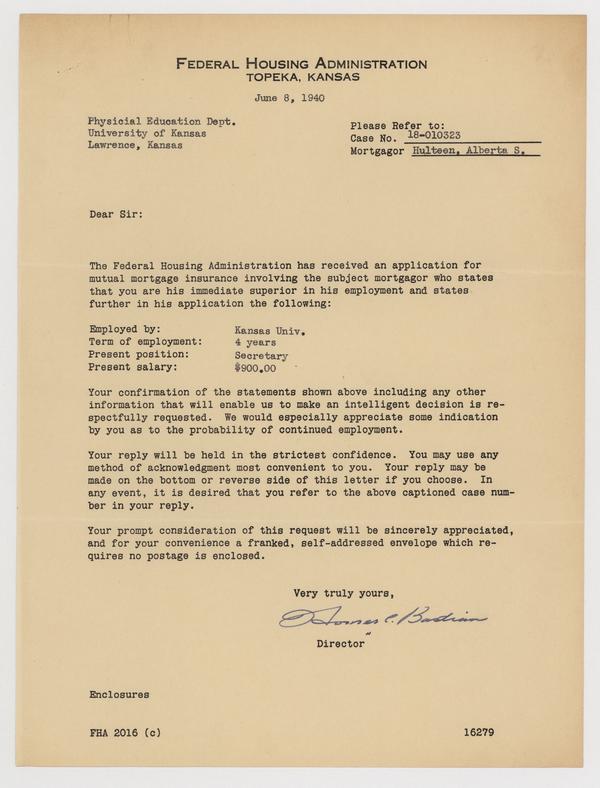 FEDERAL HOUSING ADMINISTRATION
TOPEKA, KANSAS
June 8, 1940
Physicial Education Dept.
University of Kansas
Lawrence, Kansas
Please Refer to:
Case No. 18-010323
Mortgagor Hulteen, Alberta S.
Dear Sir:
The Federal Housing Administration has received an application for
mutual mortgage insurance involving the subject mortgagor who states
that you are his immediate superior in his employment and states
further in his application the following:
Employed by: Kansas Univ.
Term of employment: 4 years
Present position: Secretary
Present salary: $900.00
Your confirmation of the statements shown above including any other
information that will enable us to make an intelligent decision is re-
spectfully requested. We would especially appreciate some indication
by you as to the probability of continued employment.
Your reply will be held in the strictest confidence. You may use any
method of acknowledgment most convenient to you. Your reply may be
made on the bottom or reverse side of this letter if you choose. In
any event, it is desired that you refer to the above captioned case num-
ber in your reply.
Your prompt consideration of this request will be sincerely appreciated,
and for your convenience a franked, self-addressed envelope which re-
quires no postage is enclosed.
Very truly yours,
Director
Enclosures
FHA 2016 (c)
16279